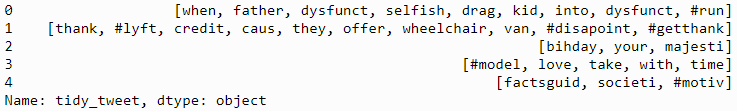 0 [when, father, dysfunct, selfish, drag, kid, into, dysfunct, #run]
1 [thank, #lyft, credit, caus, they, offer, wheelchair, van, #disapoint, #getthank]
2 [bihday, your, majesti]
3 [#model, love, take, with, time]
4 [factsguid, societi, #motiv]
Name: tidy_tweet, dtype: object